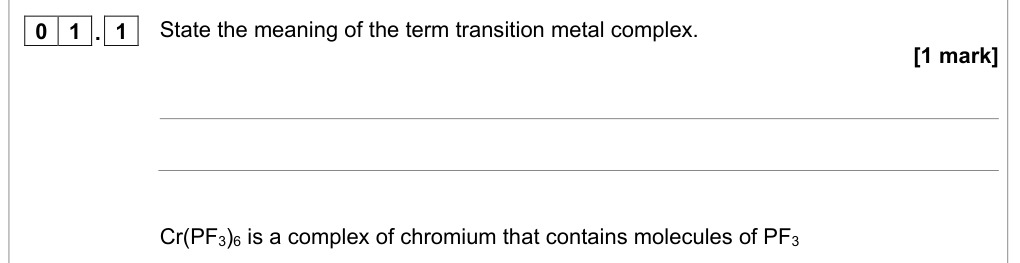 0 1 . 1 State the meaning of the term transition metal complex.
[1 mark]
Cr(PF₃)₆ is a complex of chromium that contains molecules of PF₃